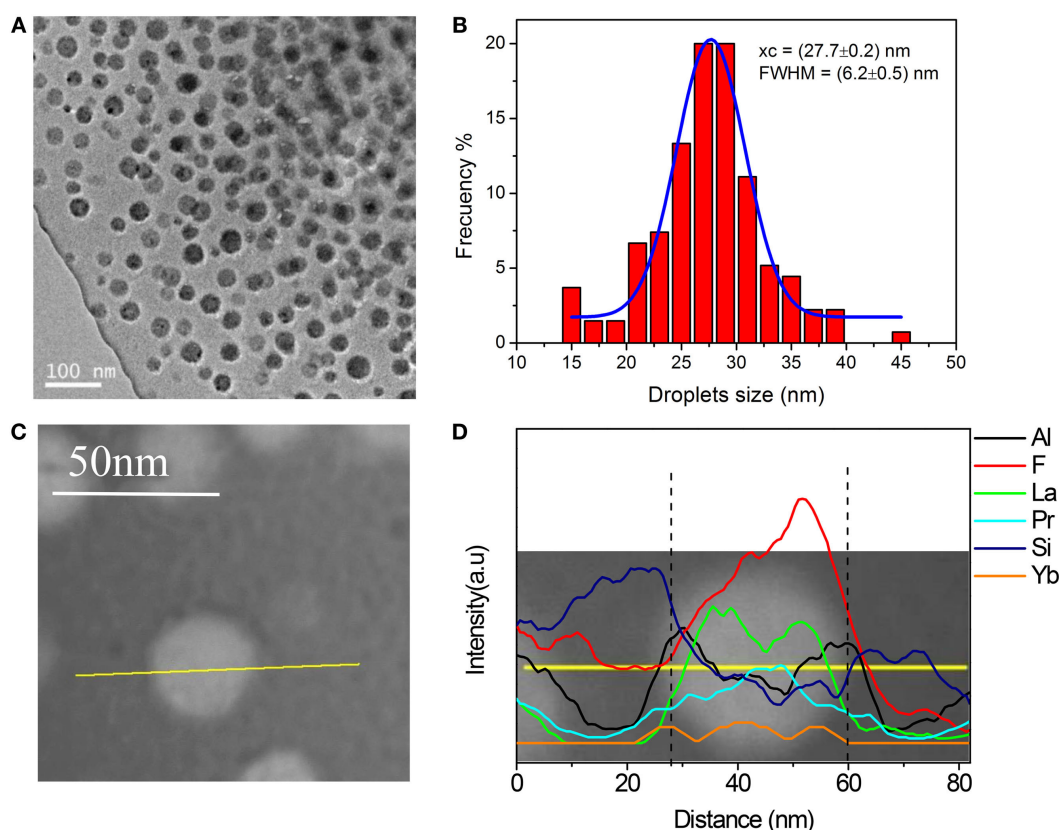 A
100 nm
B
xc = (27.7±0.2) nm
FWHM = (6.2±0.5) nm
Frecuency %
20
15
10
5
0
10 15 20 25 30 35 40 45 50
Droplets size (nm)
C
50nm
D
Al
F
La
Pr
Si
Yb
Intensity(a.u)
0 20 40 60 80
Distance (nm)